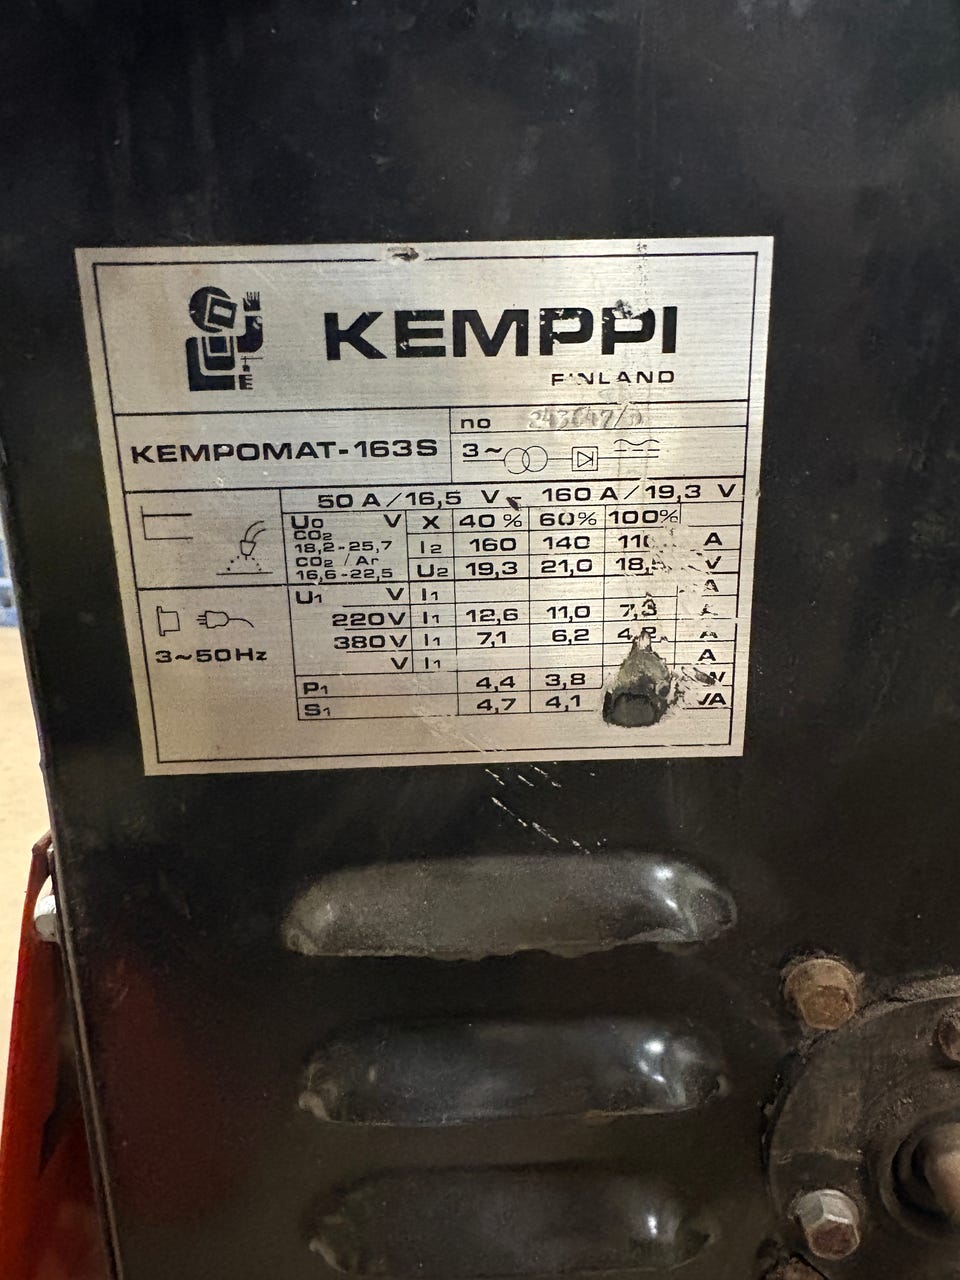 KEMPPI
FINLAND
no
KEMPOMAT-163S
3~
50 A/16,5 V - 160 A/19,3 V
U0 V X 40% 60% 100%
CO2
18,2-25,7 I2 160 140 A
CO2 / Ar
16,6-22,5 U2 19,3 21,0 V
U1 V I1 A
220V I1 12,6 11,0 7,3
380V I1 7,1 6,2 A
3~50Hz
V I1 A
P1 4,4 3,8
S1 4,7 4,1 VA